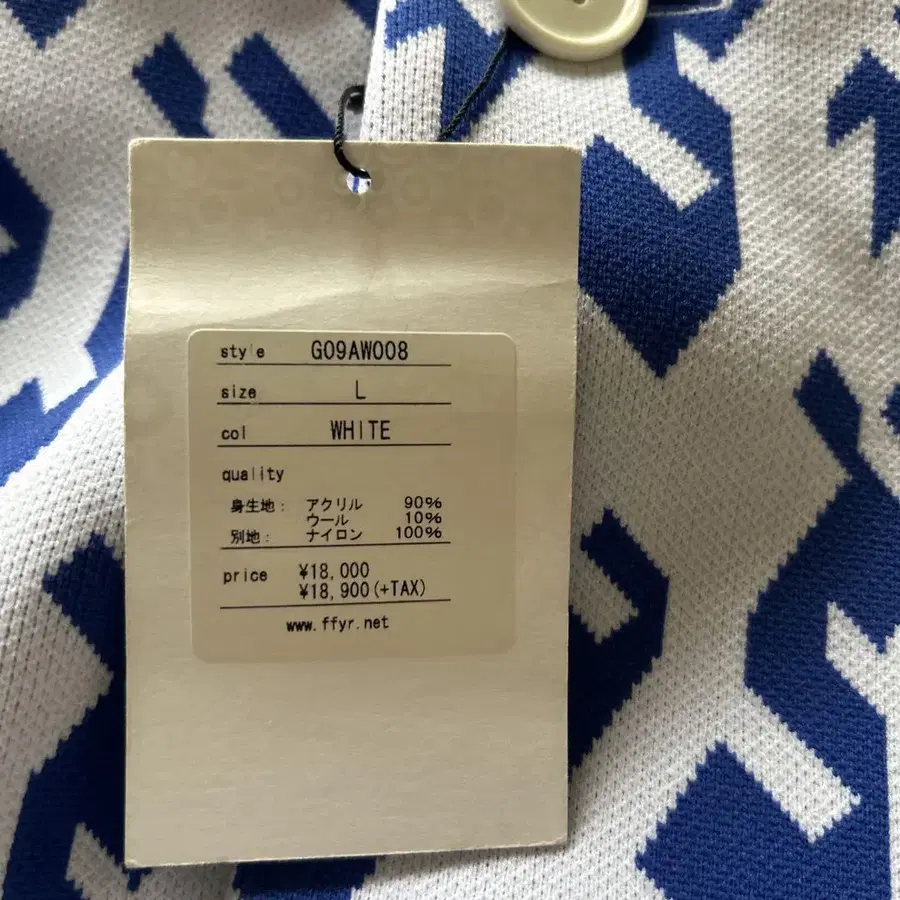 style G09AW008
size L
col WHITE
quality
身生地： アクリル 90%
ウール 10%
別地： ナイロン 100%
price ¥18,000
¥18,900(+TAX)
www.ffyr.net